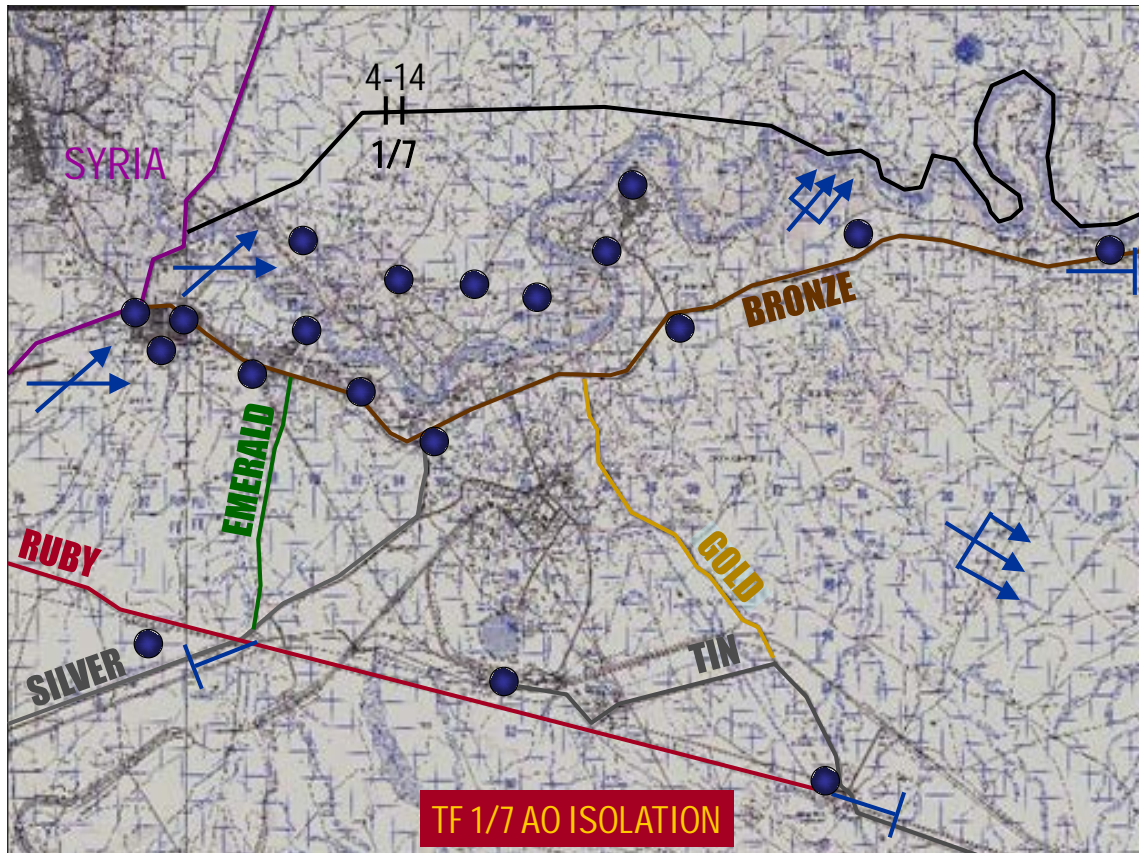 4-14
1/7
SYRIA
BRONZE
EMERALD
RUBY
GOLD
TIN
SILVER
TF 1/7 AO ISOLATION